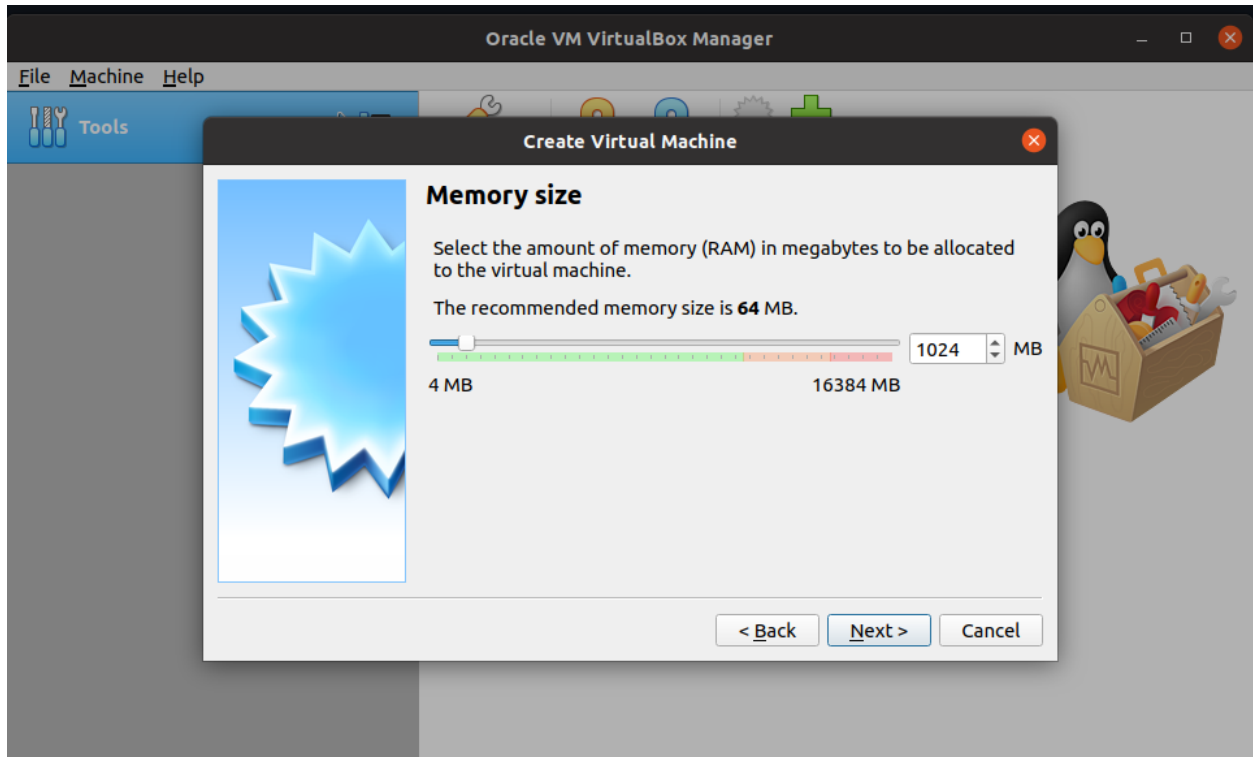 Oracle VM VirtualBox Manager
File Machine Help
Tools
Create Virtual Machine
Memory size
Select the amount of memory (RAM) in megabytes to be allocated
to the virtual machine.
The recommended memory size is 64 MB.
1024 MB
4 MB 16384 MB
< Back Next > Cancel